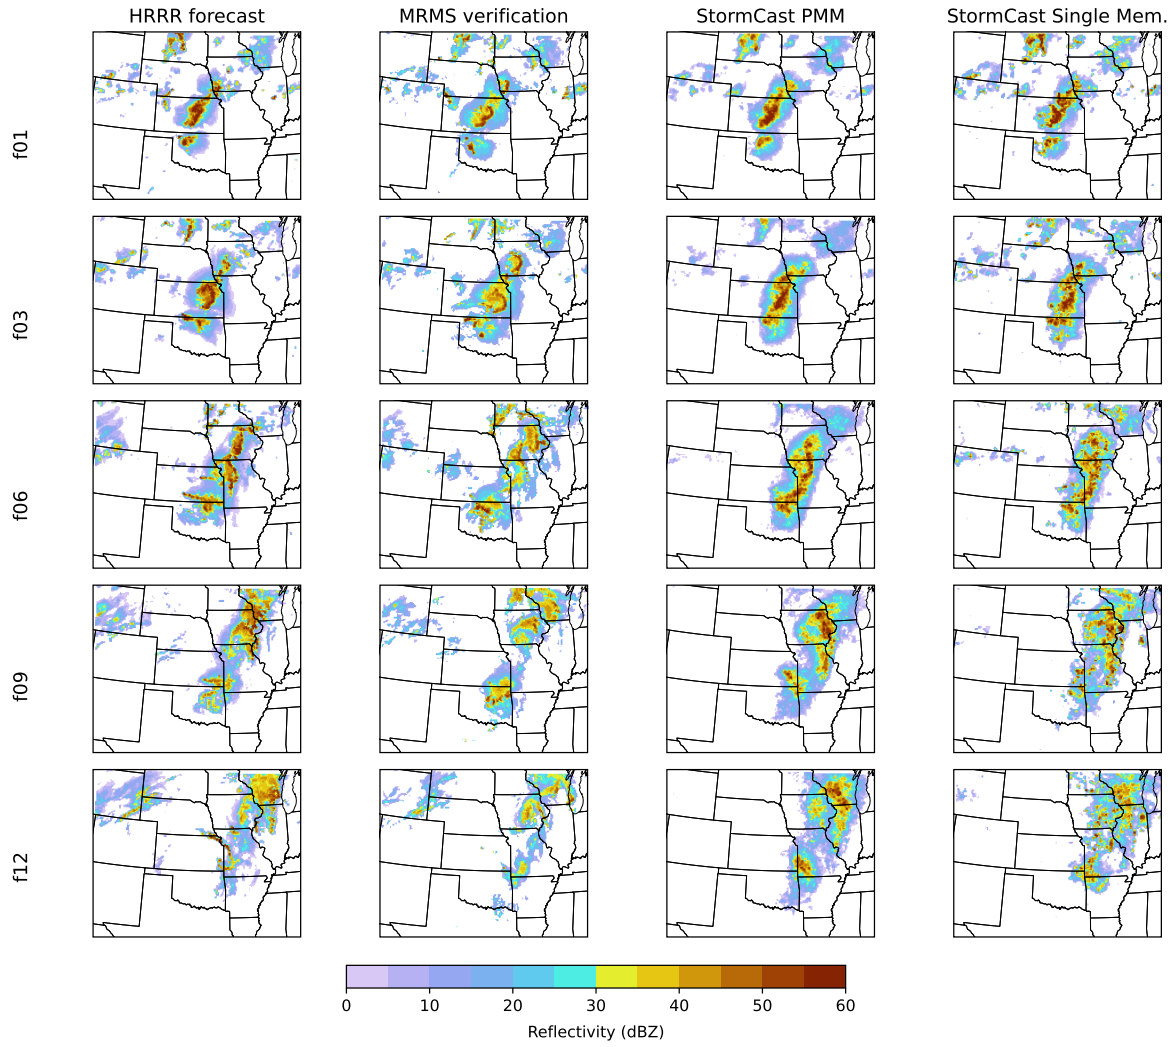 HRRR forecast
MRMS verification
StormCast PMM
StormCast Single Mem.
f01
f03
f06
f09
f12
0 10 20 30 40 50 60
Reflectivity (dBZ)